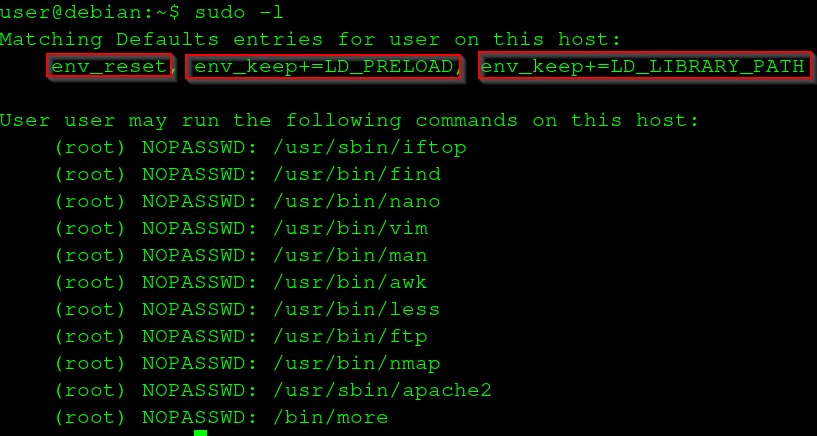 user@debian:~$ sudo -l
Matching Defaults entries for user on this host:
env_reset, env_keep+=LD_PRELOAD, env_keep+=LD_LIBRARY_PATH
User user may run the following commands on this host:
(root) NOPASSWD: /usr/sbin/iftop
(root) NOPASSWD: /usr/bin/find
(root) NOPASSWD: /usr/bin/nano
(root) NOPASSWD: /usr/bin/vim
(root) NOPASSWD: /usr/bin/man
(root) NOPASSWD: /usr/bin/awk
(root) NOPASSWD: /usr/bin/less
(root) NOPASSWD: /usr/bin/ftp
(root) NOPASSWD: /usr/bin/nmap
(root) NOPASSWD: /usr/sbin/apache2
(root) NOPASSWD: /bin/more